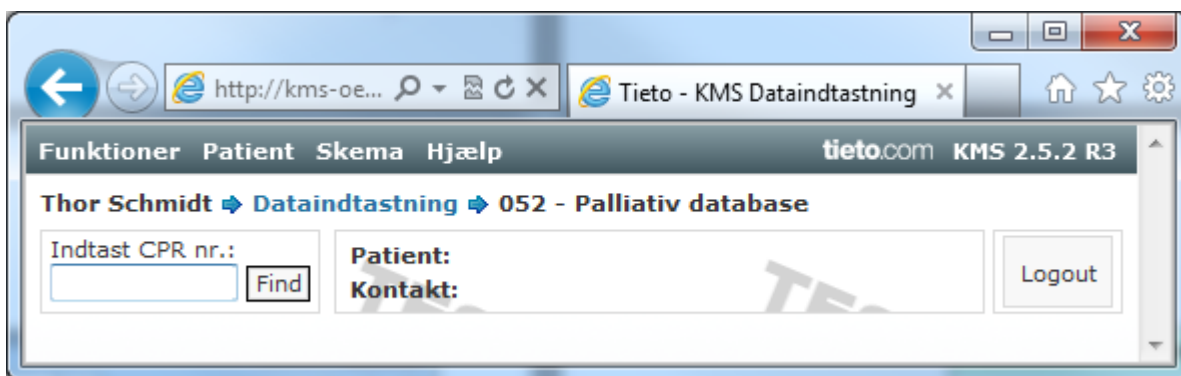 http://kms-oe... Tieto - KMS Dataindtastning
Funktioner Patient Skema Hjælp tieto.com KMS 2.5.2 R3
Thor Schmidt Dataindtastning 052 - Palliativ database
Indtast CPR nr.:
Find
Patient:
Kontakt:
Logout